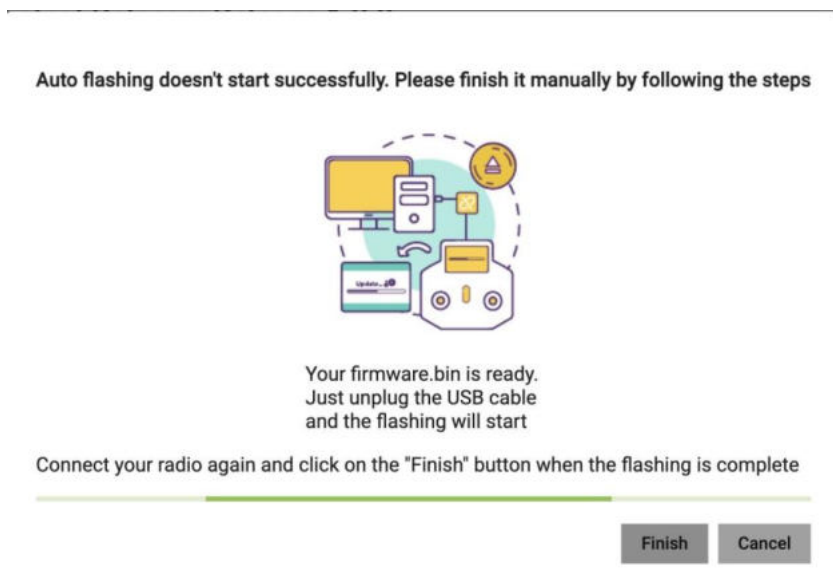 Auto flashing doesn't start successfully. Please finish it manually by following the steps
Update...
Your firmware.bin is ready.
Just unplug the USB cable
and the flashing will start
Connect your radio again and click on the "Finish" button when the flashing is complete
Finish
Cancel